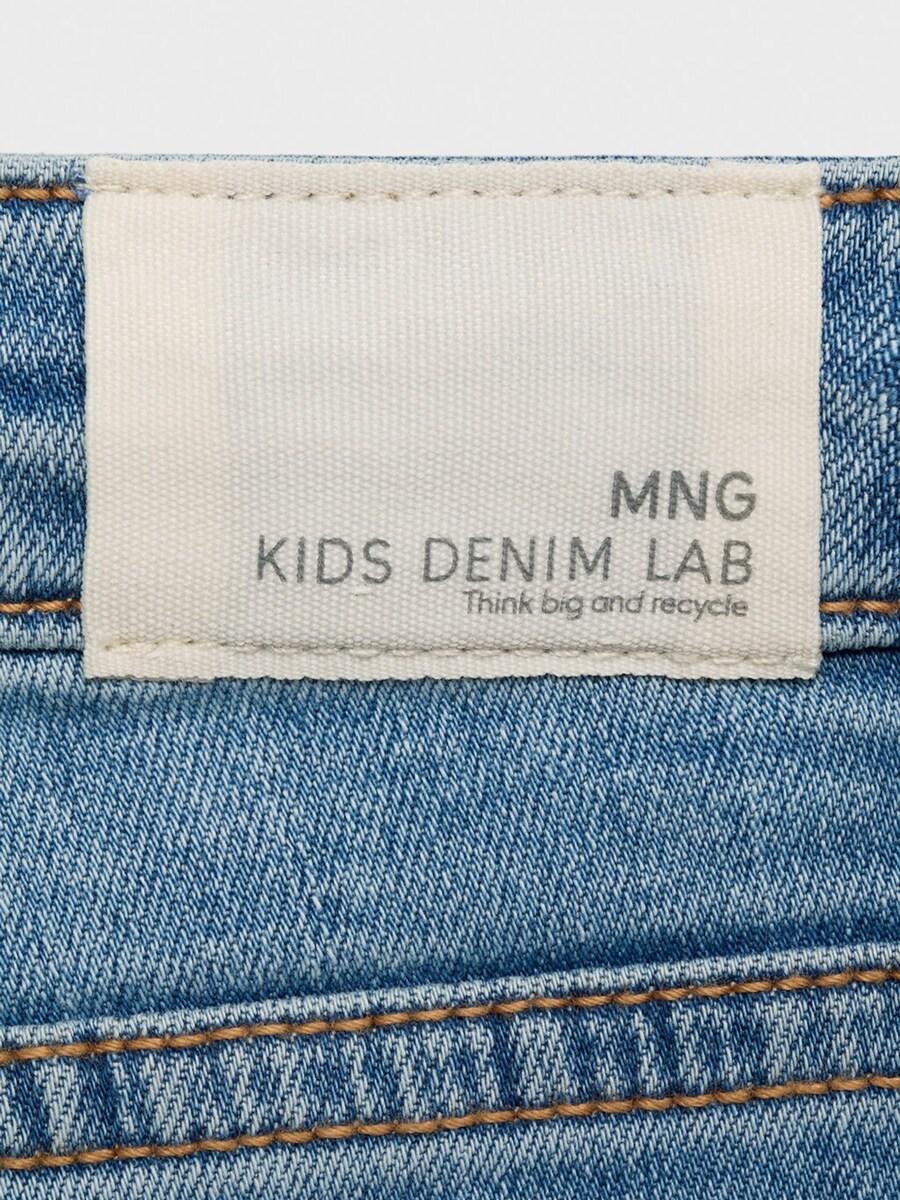 MNG
KIDS DENIM LAB
Think big and recycle